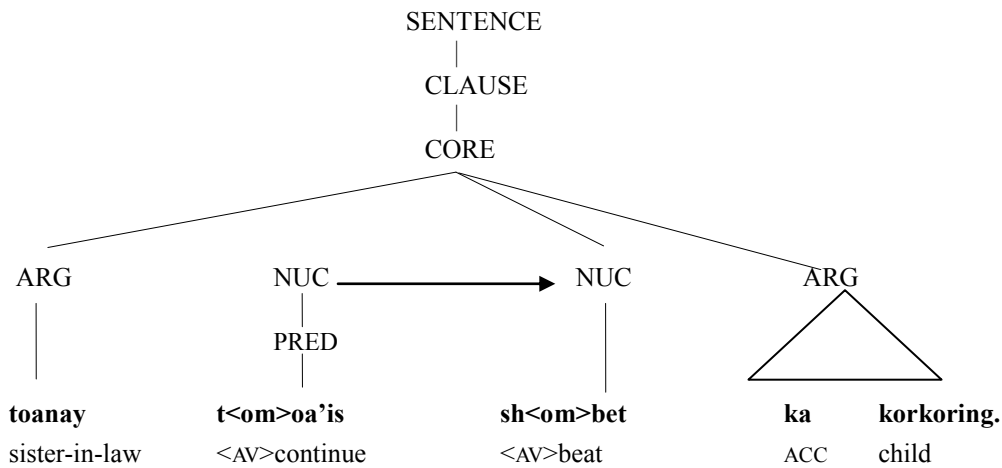 SENTENCE
CLAUSE
CORE
ARG NUC NUC ARG
PRED
toanay t<om>oa’is sh<om>bet ka korkoring.
sister-in-law <AV>continue <AV>beat ACC child